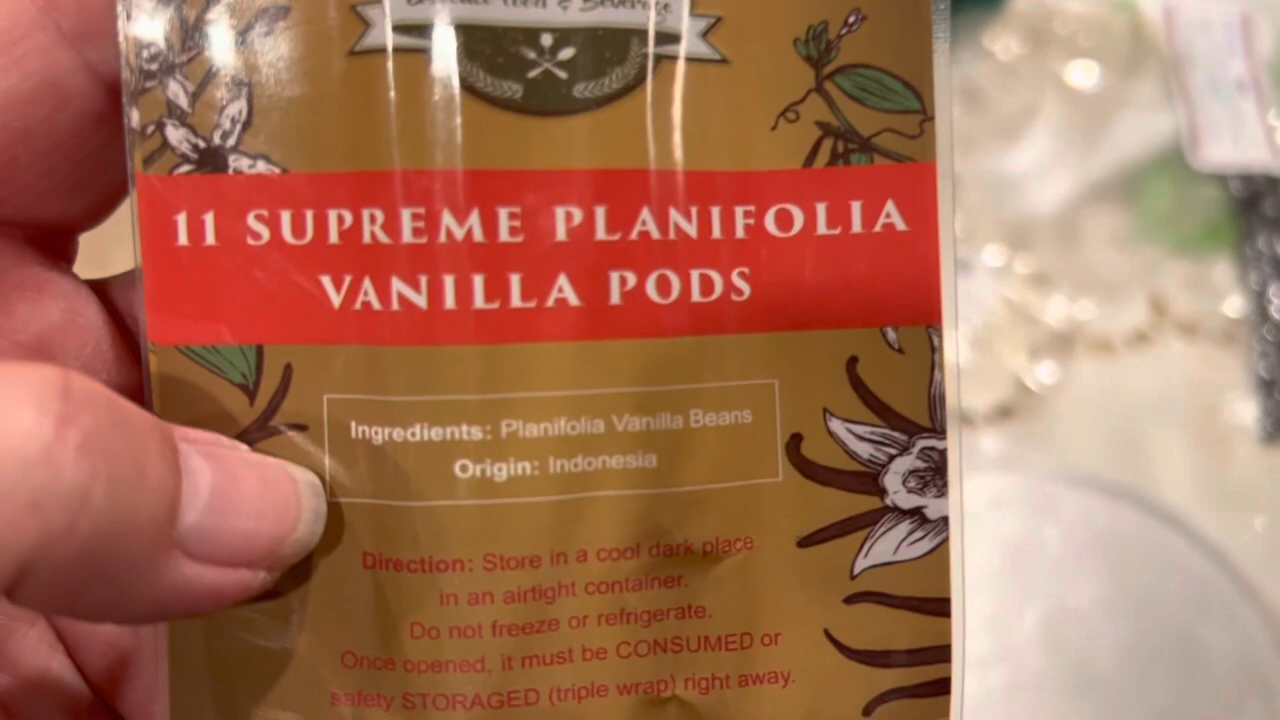 Food & Beverage
11 SUPREME PLANIFOLIA
VANILLA PODS
Ingredients: Planifolia Vanilla Beans
Origin: Indonesia
Direction: Store in a cool dark place
in an airtight container.
Do not freeze or refrigerate.
Once opened, it must be CONSUMED or
safety STORAGED (triple wrap) right away.